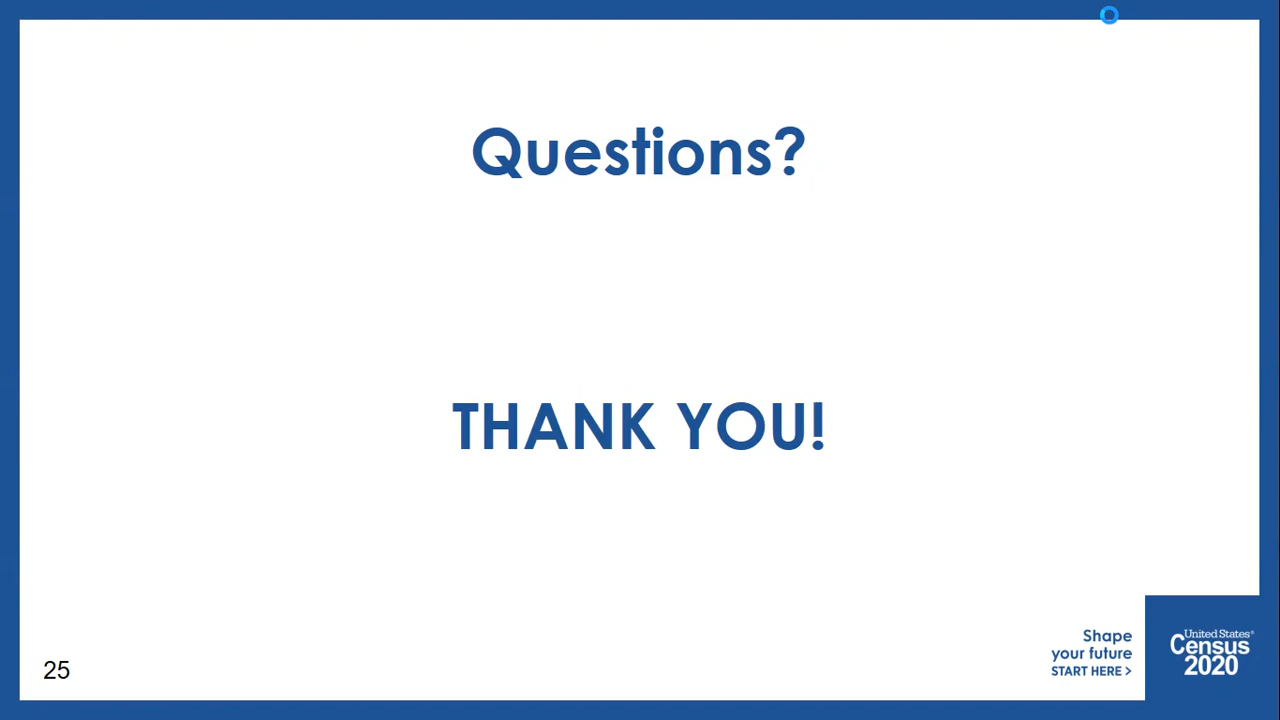 Questions?
THANK YOU!
Shape
your future
START HERE >
United States®
Census
2020
25